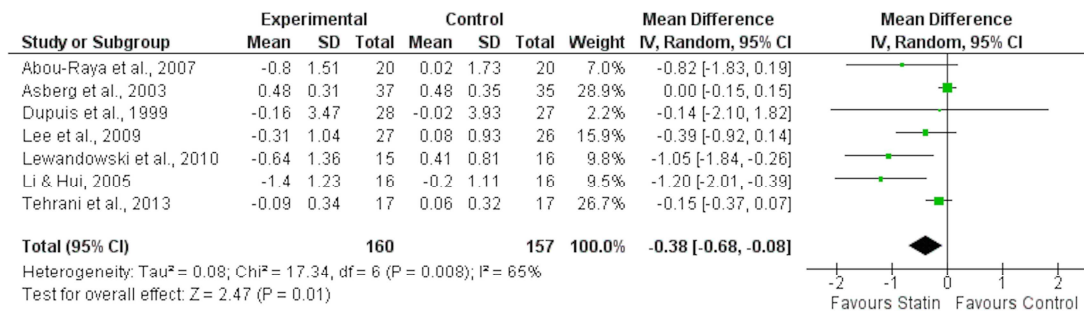 Experimental Control Mean Difference Mean Difference
Study or Subgroup Mean SD Total Mean SD Total Weight IV, Random, 95% CI IV, Random, 95% CI
Abou-Raya et al., 2007 -0.8 1.51 20 0.02 1.73 20 7.0% -0.82 [-1.83, 0.19]
Asberg et al., 2003 0.48 0.31 37 0.48 0.35 35 28.9% 0.00 [-0.15, 0.15]
Dupuis et al., 1999 -0.16 3.47 28 -0.02 3.93 27 2.2% -0.14 [-2.10, 1.82]
Lee et al., 2009 -0.31 1.04 27 0.08 0.93 26 15.9% -0.39 [-0.92, 0.14]
Lewandowski et al., 2010 -0.64 1.36 15 0.41 0.81 16 9.8% -1.05 [-1.84, -0.26]
Li & Hui, 2005 -1.4 1.23 16 -0.2 1.11 16 9.5% -1.20 [-2.01, -0.39]
Tehrani et al., 2013 -0.09 0.34 17 0.06 0.32 17 26.7% -0.15 [-0.37, 0.07]
Total (95% CI) 160 157 100.0% -0.38 [-0.68, -0.08]
Heterogeneity: Tau² = 0.08; Chi² = 17.34, df = 6 (P = 0.008); I² = 65%
Test for overall effect: Z = 2.47 (P = 0.01)
-2 -1 0 1 2
Favours Statin Favours Control